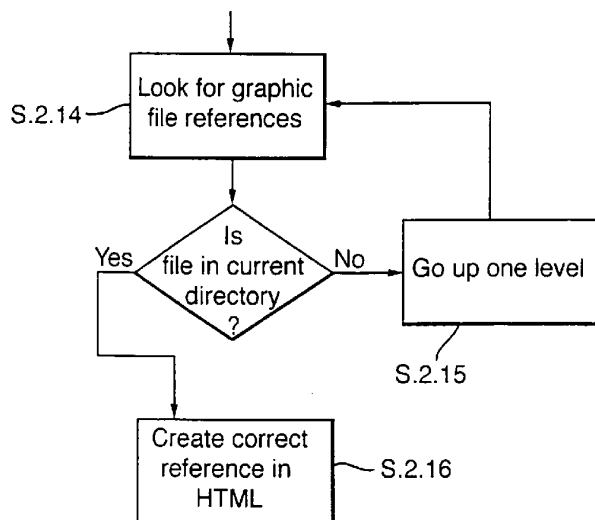 Look for graphic
file references
S.2.14
Is
file in current
directory
?
Yes
No
Go up one level
S.2.15
Create correct
reference in
HTML
S.2.16